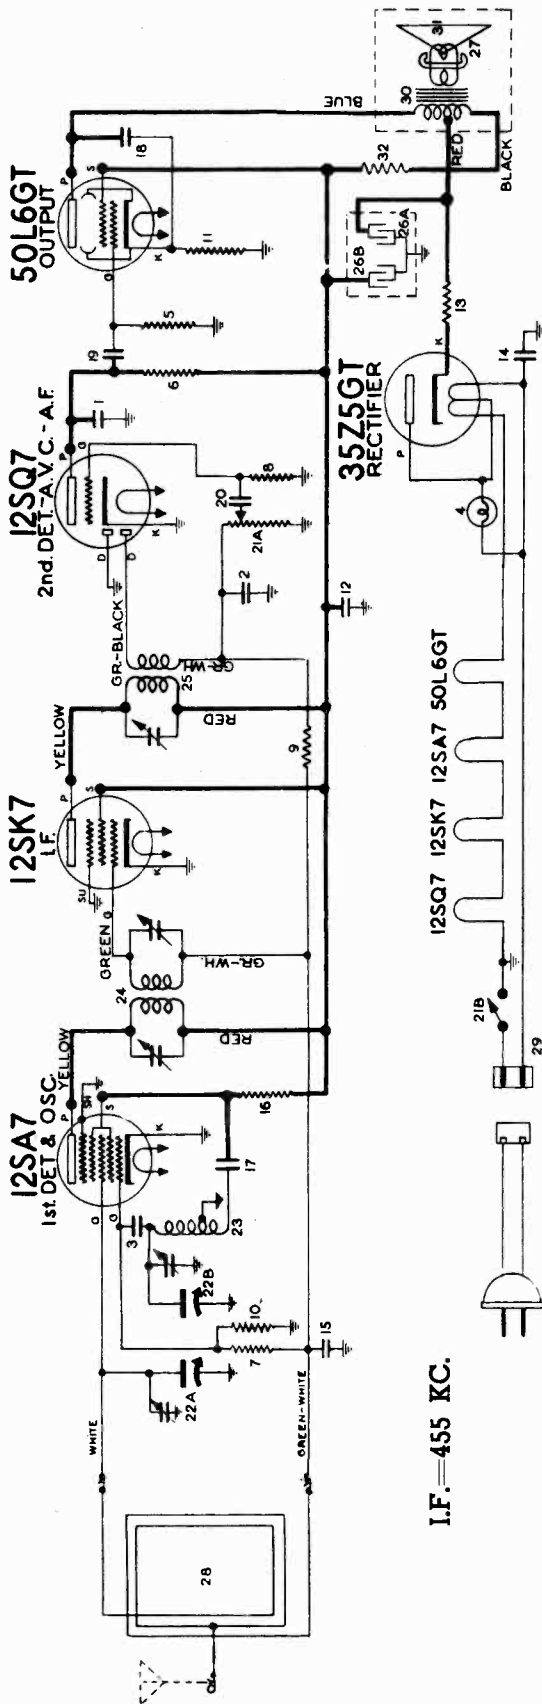 12SA7
1st. DET & OSC.
12SK7
I.F.
12SQ7
2nd. DET.-A.V.C.-A.F.
50L6GT
OUTPUT
YELLOW
P
SH
S
G
G
K
WHITE
22A
22B
3
23
17
16
10
7
15
GREEN-WHITE
28
24
RED
GREEN
SU
G
P
S
K
GR.-WH.
YELLOW
RED
25
GR.-BLACK
GR-WH
9
D
D
P
G
K
1
2
20
21A
8
12
6
19
5
P
S
G
K
18
11
BLUE
30
31
27
RED
BLACK
32
26B
26A
13
35Z5GT
RECTIFIER
P
K
4
14
I.F.=455 KC.
29
21B
12SQ7
12SK7
12SA7
50L6GT